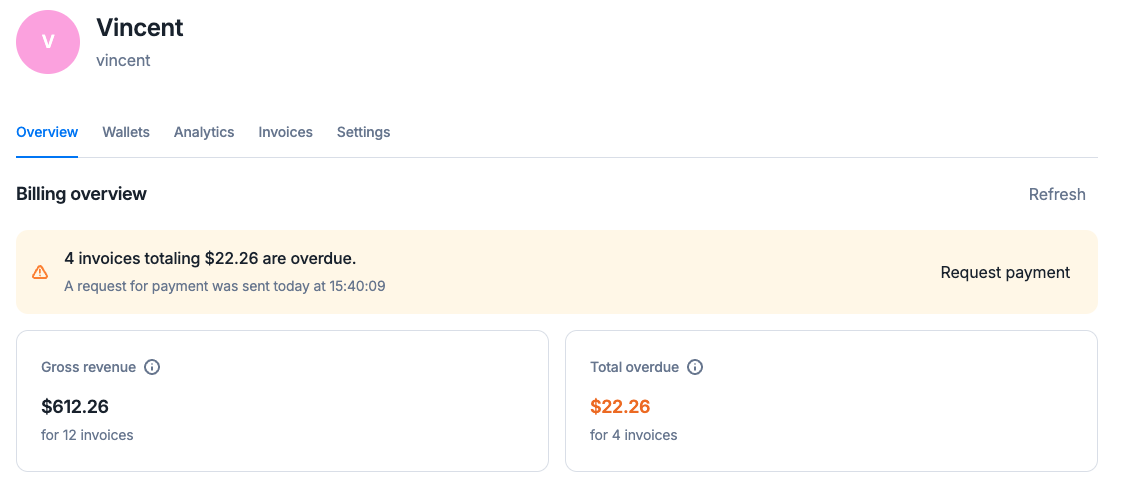 V
Vincent
vincent
Overview Wallets Analytics Invoices Settings
Billing overview
Refresh
4 invoices totaling $22.26 are overdue.
A request for payment was sent today at 15:40:09
Request payment
Gross revenue
$612.26
for 12 invoices
Total overdue
$22.26
for 4 invoices